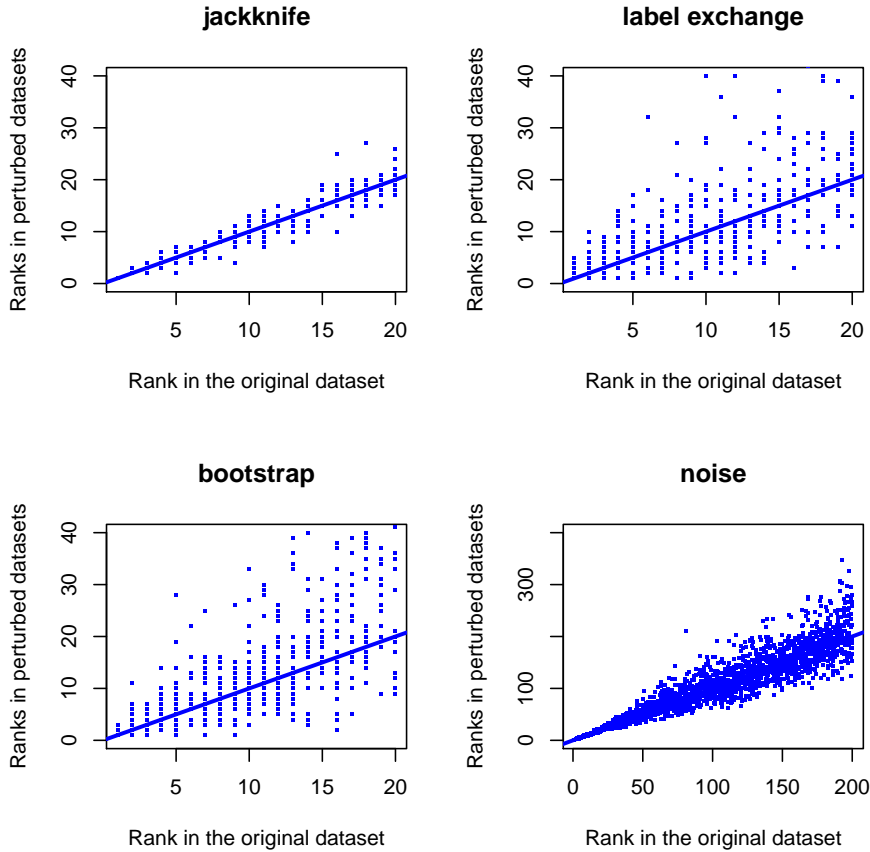 jackknife
Ranks in perturbed datasets
0 10 20 30 40
5 10 15 20
Rank in the original dataset
label exchange
Ranks in perturbed datasets
0 10 20 30 40
5 10 15 20
Rank in the original dataset
bootstrap
Ranks in perturbed datasets
0 10 20 30 40
5 10 15 20
Rank in the original dataset
noise
Ranks in perturbed datasets
0 100 300
0 50 100 150 200
Rank in the original dataset